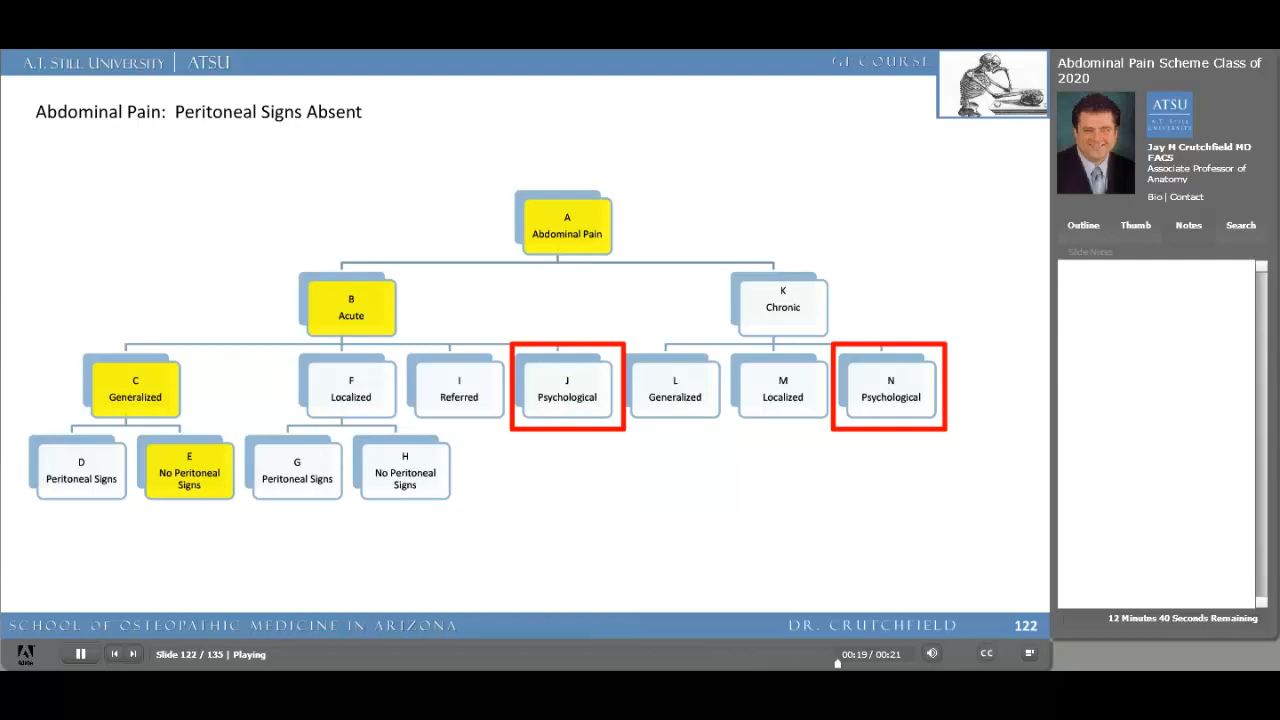 A.T. STILL UNIVERSITY | ATSU
GI COURSE
Abdominal Pain: Peritoneal Signs Absent
A
Abdominal Pain
B
Acute
K
Chronic
C
Generalized
F
Localized
I
Referred
J
Psychological
L
Generalized
M
Localized
N
Psychological
D
Peritoneal Signs
E
No Peritoneal
Signs
G
Peritoneal Signs
H
No Peritoneal
Signs
SCHOOL OF OSTEOPATHIC MEDICINE IN ARIZONA
DR. CRUTCHFIELD
122
Abdominal Pain Scheme Class of
2020
ATSU
A.T. STILL
UNIVERSITY
Jay M Crutchfield MD
FACS
Associate Professor of
Anatomy
Bio | Contact
Outline
Thumb
Notes
Search
Slide Notes
12 Minutes 40 Seconds Remaining
Adobe
Slide 122 / 135 | Playing
00:19 / 00:21
CC